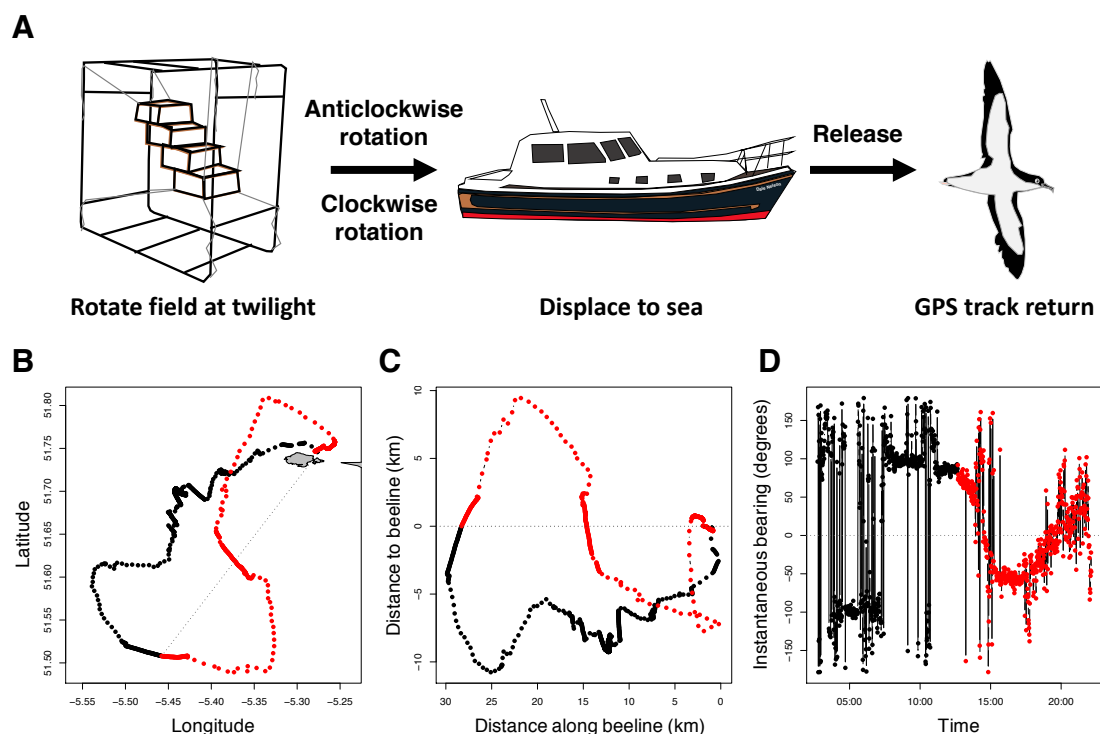 A
Anticlockwise
rotation
Clockwise
rotation
Release
Rotate field at twilight
Displace to sea
GPS track return
B
Latitude
51.80
51.75
51.70
51.65
51.60
51.55
51.50
−5.55 −5.50 −5.45 −5.40 −5.35 −5.30 −5.25
Longitude
C
Distance to beeline (km)
10
5
0
−5
−10
30 25 20 15 10 5 0
Distance along beeline (km)
D
Instantaneous bearing (degrees)
150
100
50
0
−50
−100
−150
05:00 10:00 15:00 20:00
Time